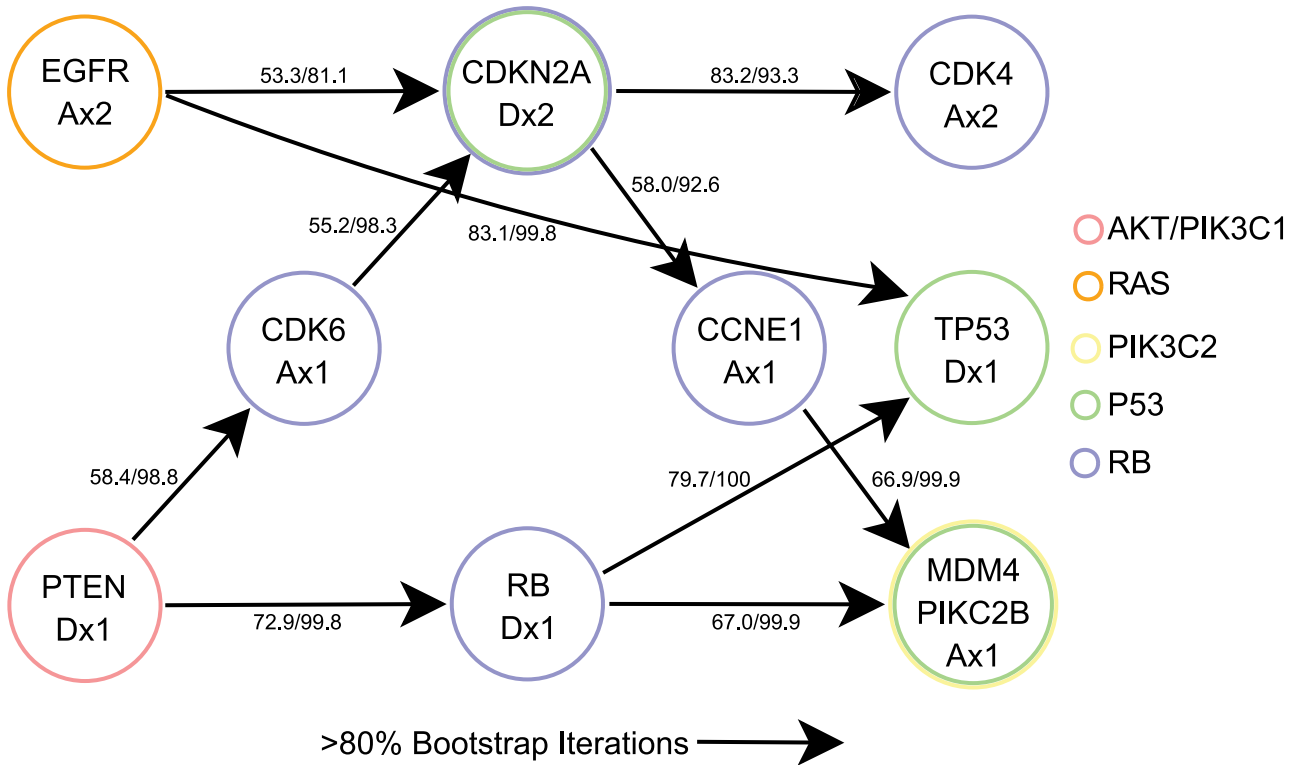 EGFR
Ax2
53.3/81.1
CDKN2A
Dx2
83.2/93.3
CDK4
Ax2
55.2/98.3
83.1/99.8
58.0/92.6
CDK6
Ax1
CCNE1
Ax1
TP53
Dx1
58.4/98.8
79.7/100
66.9/99.9
PTEN
Dx1
72.9/99.8
RB
Dx1
67.0/99.9
MDM4
PIKC2B
Ax1
AKT/PIK3C1
RAS
PIK3C2
P53
RB
>80% Bootstrap Iterations